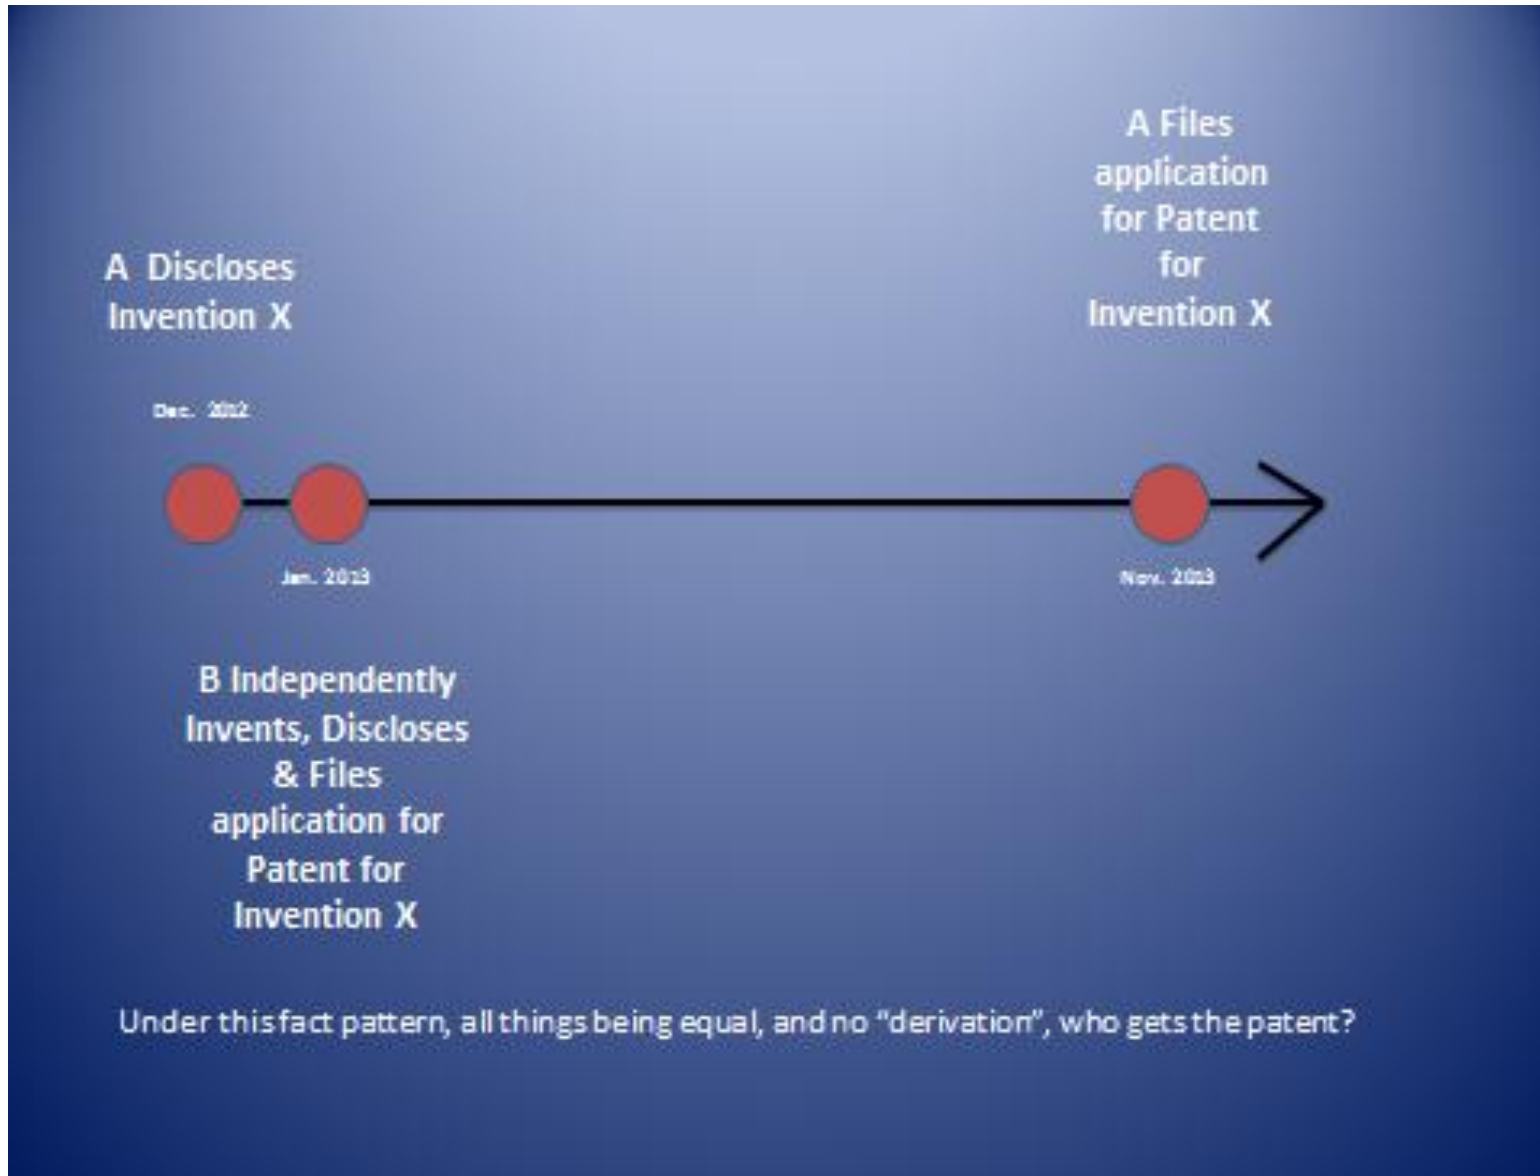 A Discloses
Invention X
Dec. 2012
A Files
application
for Patent
for
Invention X
Jan. 2013
Nov. 2013
B Independently
Invents, Discloses
& Files
application for
Patent for
Invention X
Under this fact pattern, all things being equal, and no “derivation”, who gets the patent?